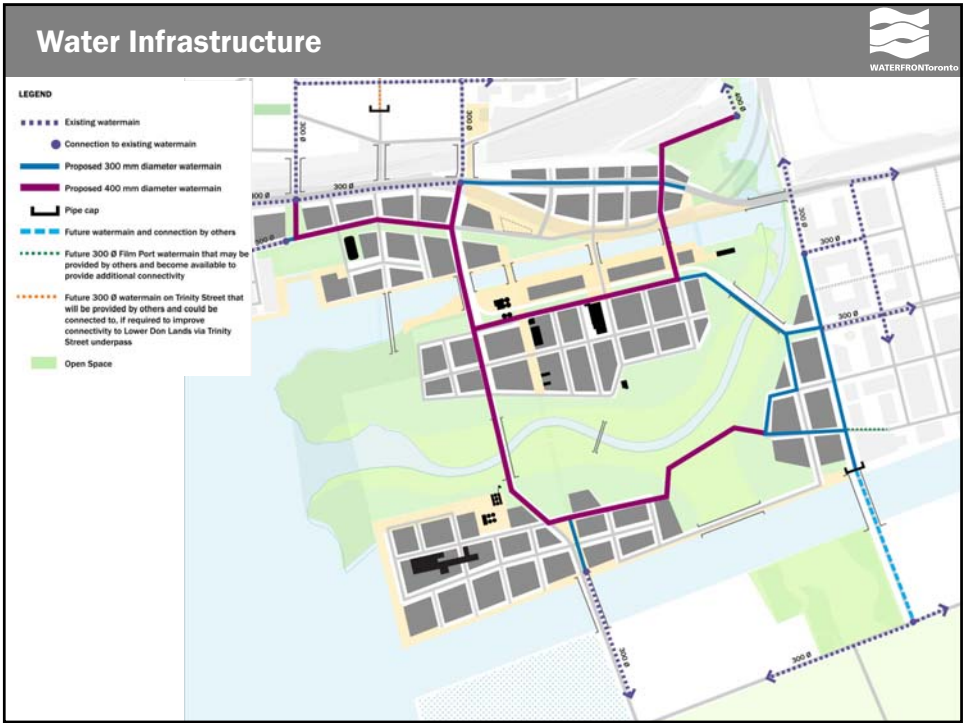 Water Infrastructure
WATERFRONToronto
LEGEND
Existing watermain
Connection to existing watermain
Proposed 300 mm diameter watermain
Proposed 400 mm diameter watermain
Pipe cap
Future watermain and connection by others
Future 300 Ø Film Port watermain that may be
provided by others and become available to
provide additional connectivity
Future 300 Ø watermain on Trinity Street that
will be provided by others and could be
connected to, if required to improve
connectivity to Lower Don Lands via Trinity
Street underpass
Open Space
400 Ø
300 Ø
300 Ø
300 Ø
300 Ø
300 Ø
300 Ø
300 Ø
300 Ø
300 Ø
300 Ø